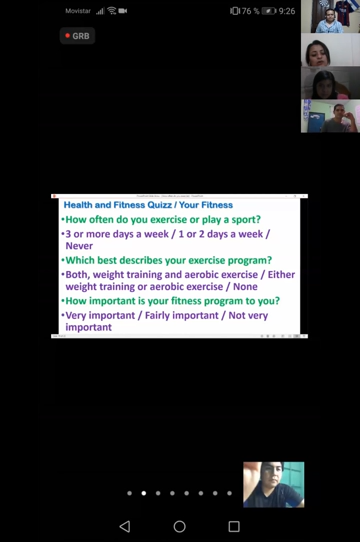 Movistar 76 % 9:26
GRB
Health and Fitness Quizz / Your Fitness
•How often do you exercise or play a sport?
•3 or more days a week / 1 or 2 days a week /
Never
•Which best describes your exercise program?
•Both, weight training and aerobic exercise / Either
weight training or aerobic exercise / None
•How important is your fitness program to you?
•Very important / Fairly important / Not very
important